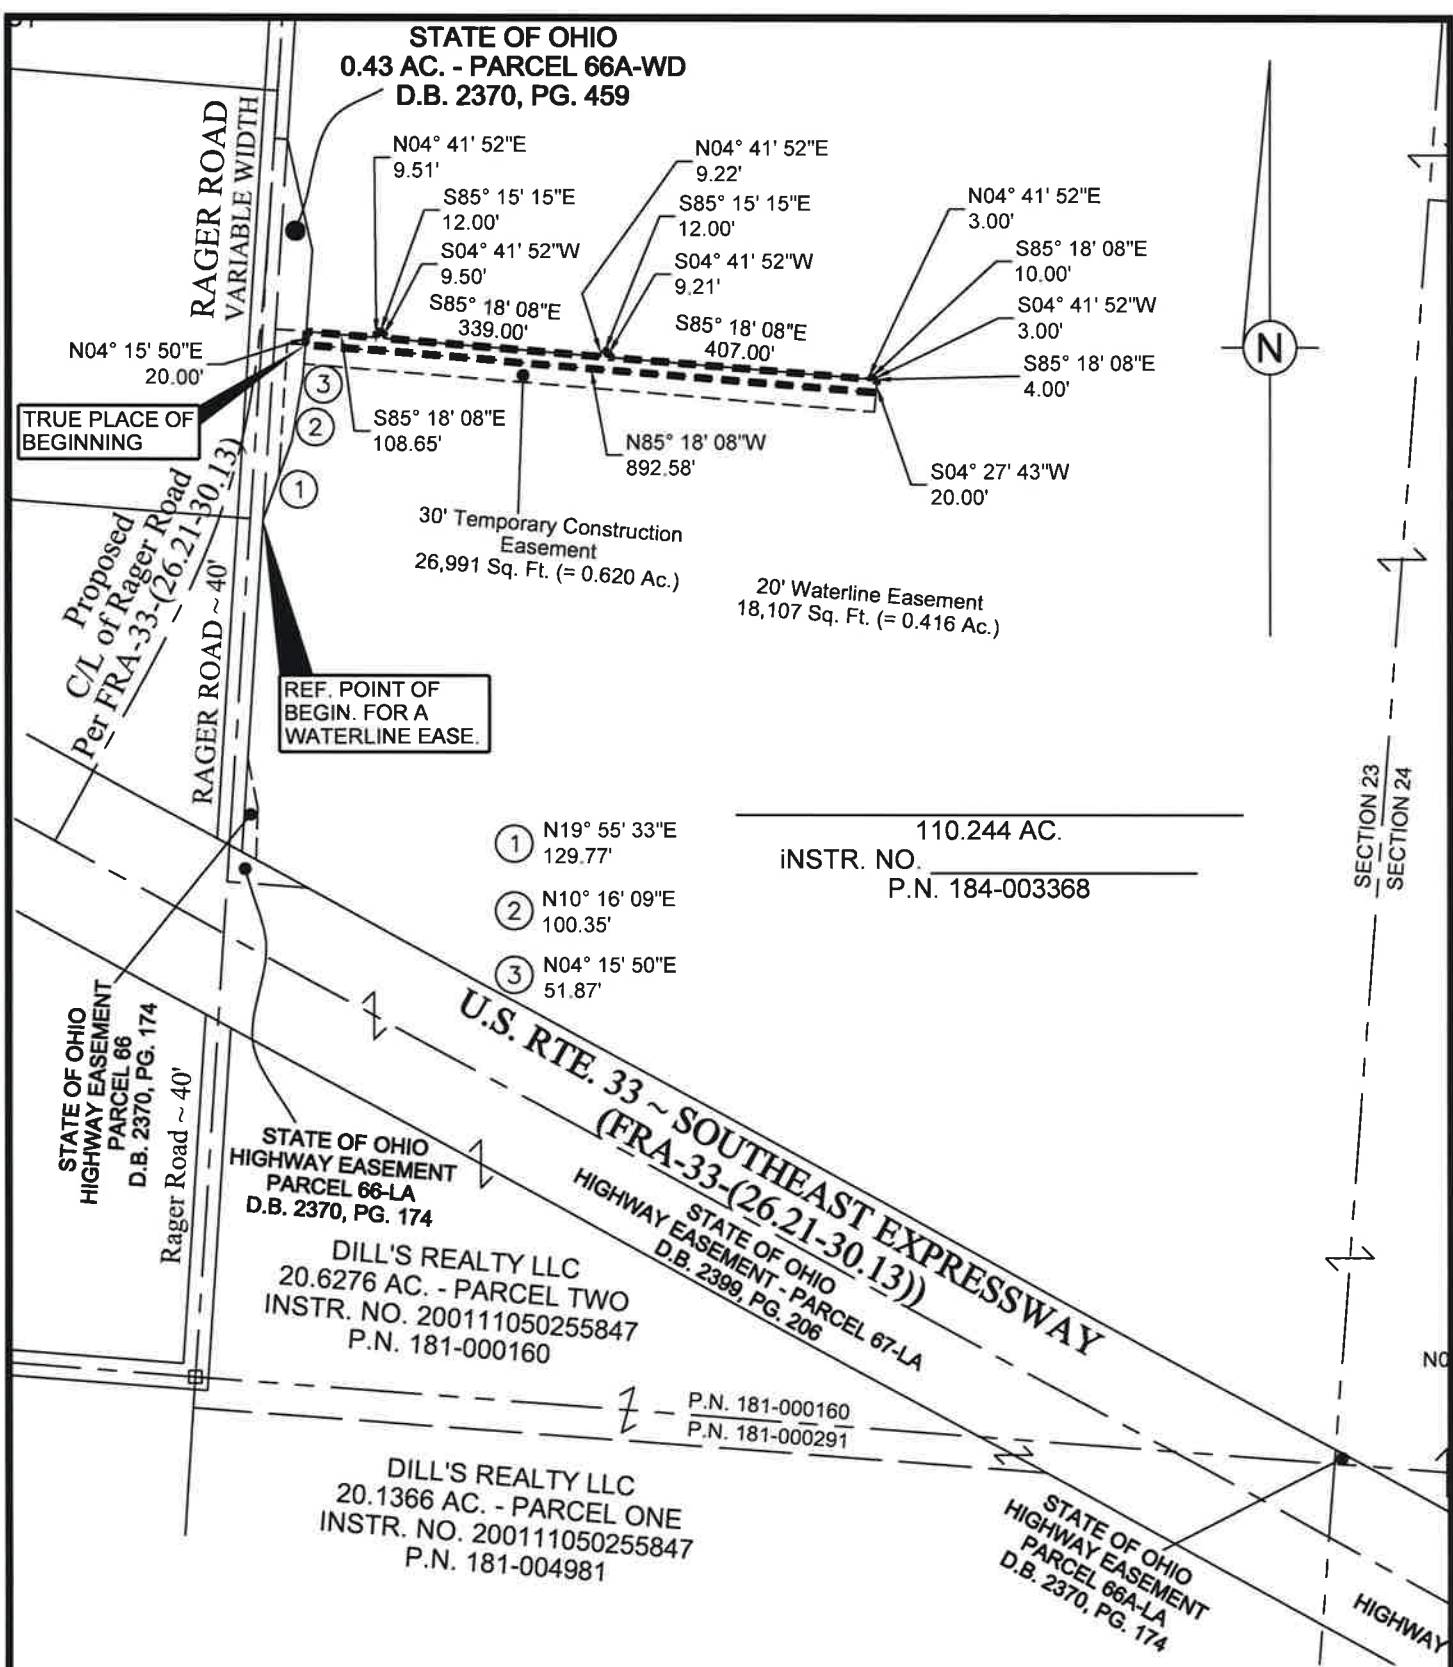 STATE OF OHIO
0.43 AC. - PARCEL 66A-WD
D.B. 2370, PG. 459
RAGER ROAD
VARIABLE WIDTH
N04° 41' 52"E
9.51'
S85° 15' 15"E
12.00'
S04° 41' 52"W
9.50'
S85° 18' 08"E
339.00'
N04° 41' 52"E
9.22'
S85° 15' 15"E
12.00'
S04° 41' 52"W
9.21'
S85° 18' 08"E
407.00'
N04° 41' 52"E
3.00'
S85° 18' 08"E
10.00'
S04° 41' 52"W
3.00'
S85° 18' 08"E
4.00'
N
N04° 15' 50"E
20.00'
TRUE PLACE OF
BEGINNING
3
2
1
S85° 18' 08"E
108.65'
N85° 18' 08"W
892.58'
S04° 27' 43"W
20.00'
30' Temporary Construction
Easement
26,991 Sq. Ft. (= 0.620 Ac.)
20' Waterline Easement
18,107 Sq. Ft. (= 0.416 Ac.)
Proposed
C/L of Rager Road
Per FRA-33-(26.21-30.13)
RAGER ROAD ~ 40'
REF. POINT OF
BEGIN. FOR A
WATERLINE EASE.
1 N19° 55' 33"E
129.77'
2 N10° 16' 09"E
100.35'
3 N04° 15' 50"E
51.87'
110.244 AC.
iNSTR. NO.
P.N. 184-003368
SECTION 23
SECTION 24
STATE OF OHIO
HIGHWAY EASEMENT
PARCEL 66
D.B. 2370, PG. 174
Rager Road ~ 40'
STATE OF OHIO
HIGHWAY EASEMENT
PARCEL 66-LA
D.B. 2370, PG. 174
U.S. RTE. 33 ~ SOUTHEAST EXPRESSWAY
(FRA-33-(26.21-30.13))
STATE OF OHIO
HIGHWAY EASEMENT - PARCEL 67-LA
D.B. 2399, PG. 206
DILL'S REALTY LLC
20.6276 AC. - PARCEL TWO
INSTR. NO. 200111050255847
P.N. 181-000160
P.N. 181-000160
P.N. 181-000291
DILL'S REALTY LLC
20.1366 AC. - PARCEL ONE
INSTR. NO. 200111050255847
P.N. 181-004981
STATE OF OHIO
HIGHWAY EASEMENT
PARCEL 66A-LA
D.B. 2370, PG. 174
HIGHWAY